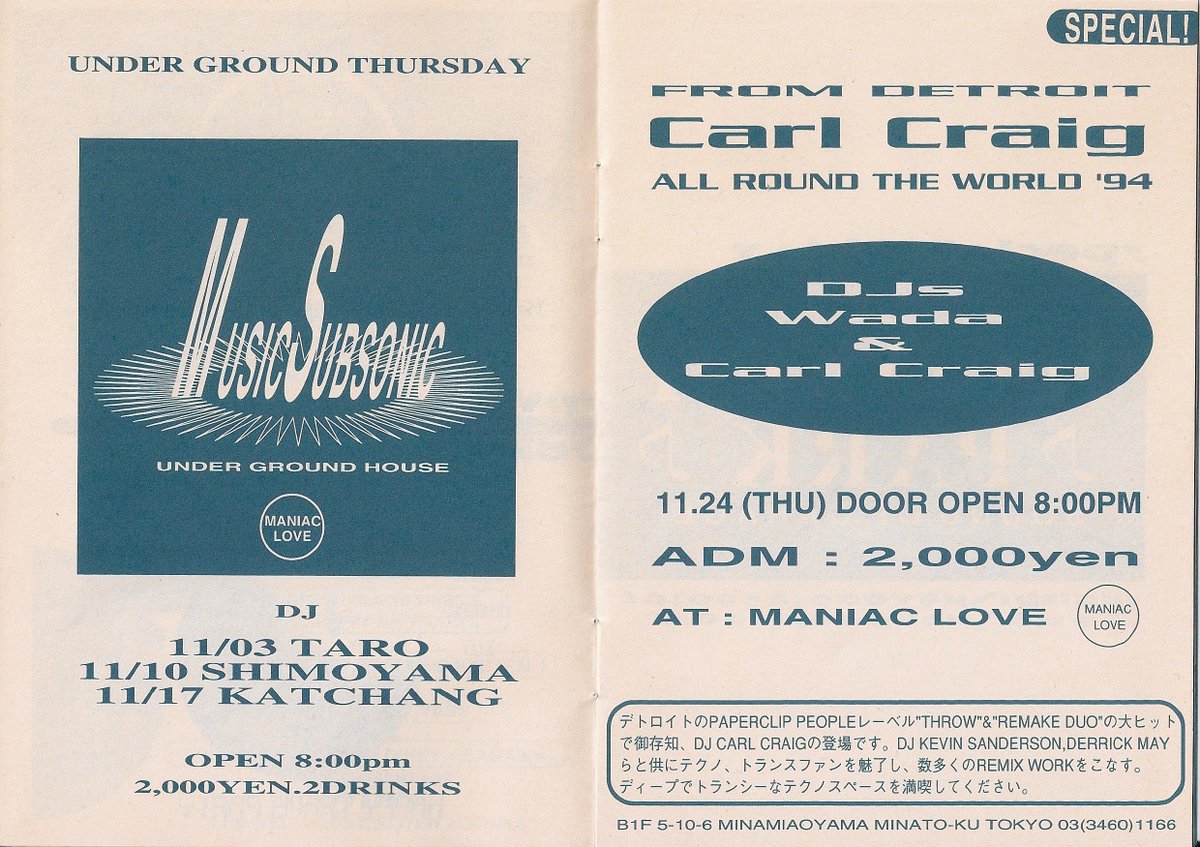 UNDER GROUND THURSDAY
MUSIC SUBSONIC
UNDER GROUND HOUSE
MANIAC
LOVE
DJ
11/03 TARO
11/10 SHIMOYAMA
11/17 KATCHANG
OPEN 8:00pm
2,000YEN.2DRINKS
SPECIAL!
FROM DETROIT
Carl Craig
ALL ROUND THE WORLD '94
DJs
Wada
&
Carl Craig
11.24 (THU) DOOR OPEN 8:00PM
ADM : 2,000yen
AT : MANIAC LOVE
MANIAC
LOVE
デトロイトのPAPERCLIP PEOPLEレーベル"THROW"&"REMAKE DUO"の大ヒット
で御存知、DJ CARL CRAIGの登場です。DJ KEVIN SANDERSON,DERRICK MAY
らと供にテクノ、トランスファンを魅了し、数多くのREMIX WORKをこなす。
ディープでトランシーなテクノスペースを満喫してください。
B1F 5-10-6 MINAMIAOYAMA MINATO-KU TOKYO 03(3460)1166